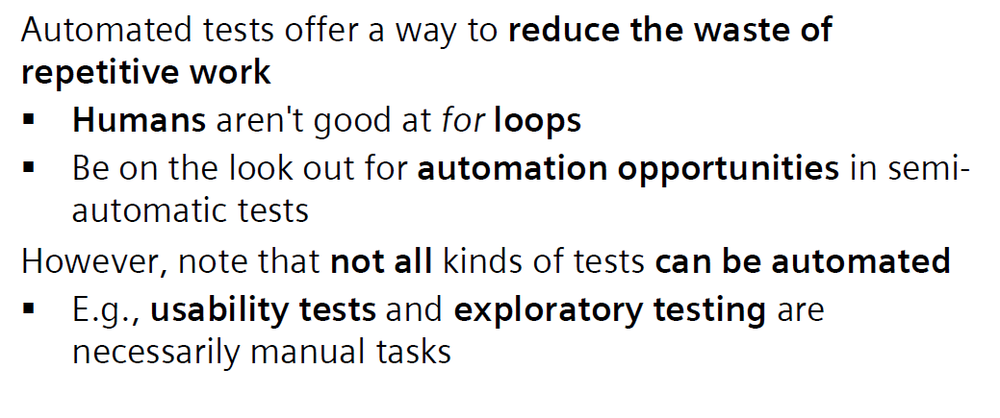 Automated tests offer a way to reduce the waste of
repetitive work
▪ Humans aren't good at for loops
▪ Be on the look out for automation opportunities in semi-
automatic tests
However, note that not all kinds of tests can be automated
▪ E.g., usability tests and exploratory testing are
necessarily manual tasks